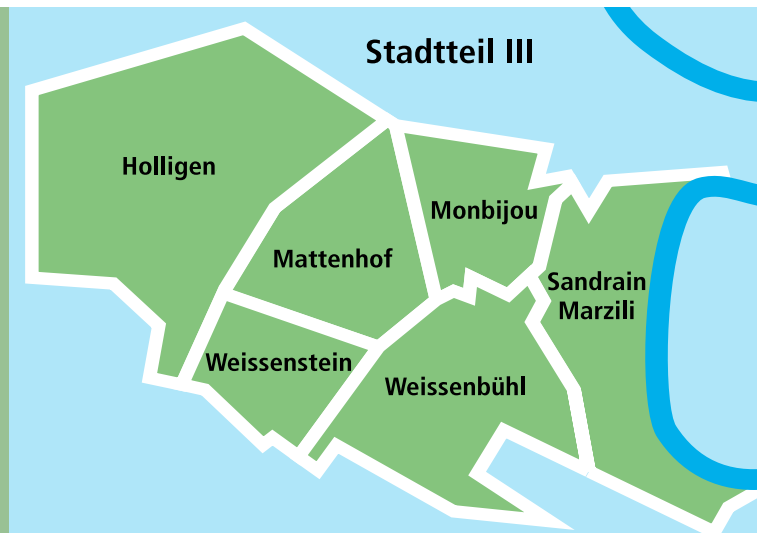 Stadtteil III
Holligen
Monbijou
Mattenhof
Sandrain
Marzili
Weissenstein
Weissenbühl